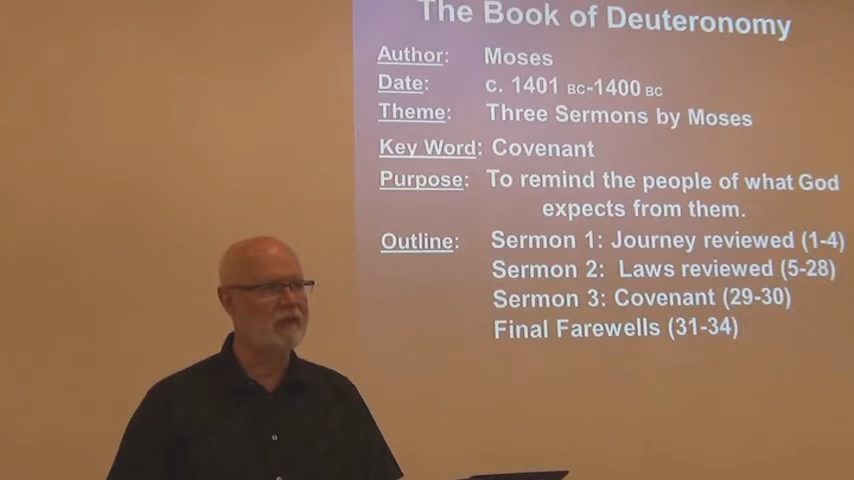 The Book of Deuteronomy
Author: Moses
Date: c. 1401 BC-1400 BC
Theme: Three Sermons by Moses
Key Word: Covenant
Purpose: To remind the people of what God
expects from them.
Outline: Sermon 1: Journey reviewed (1-4)
Sermon 2: Laws reviewed (5-28)
Sermon 3: Covenant (29-30)
Final Farewells (31-34)